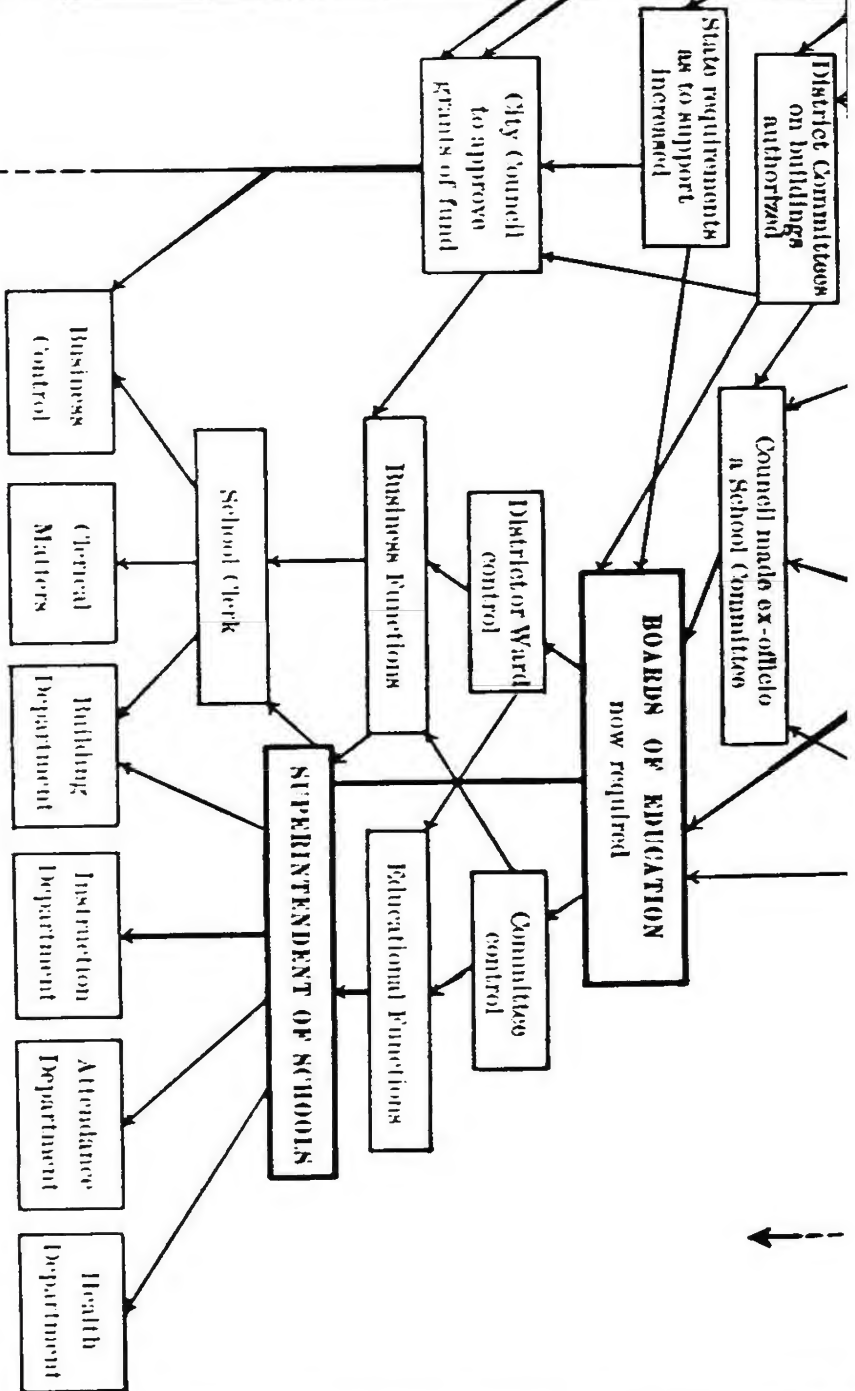 District Committees
on buildings
authorized
State requirements
as to support
increased
City Council
to approve
grants of fund
Council made ex-officio
a School Committee
BOARDS OF EDUCATION
now required
District or Ward
control
Committee
control
Business Functions
Educational Functions
School Clerk
SUPERINTENDENT OF SCHOOLS
Business
Control
Clerical
Matters
Building
Department
Instruction
Department
Attendance
Department
Health
Department